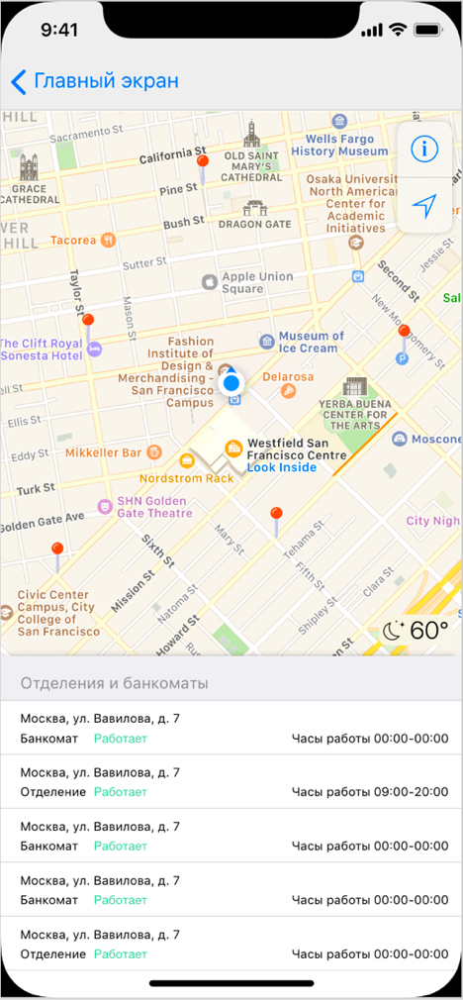 9:41
Главный экран
HILL
Sacramento St
California St
Wells Fargo
History Museum
GRACE
CATHEDRAL
OLD SAINT
MARY'S
CATHEDRAL
Pine St
Osaka Universit
North American
Center for
Academic
Initiatives
DRAGON GATE
Bush St
WER
HILL
Tacorea
Sutter St
Jessie St
Second St
Taylor St
Mason St
Apple Union
Square
New Montgomery St
Sal
The Clift Royal
Sonesta Hotel
Fashion
Institute of
Design &
Merchandising -
San Francisco
Campus
Museum of
Ice Cream
P
Delarosa
ell St
YERBA BUENA
CENTER FOR
THE ARTS
Ellis St
Eddy St
Mikkeller Bar
Westfield San
Francisco Centre
Look Inside
Moscone
Nordstrom Rack
Turk St
SHN Golden
Gate Theatre
Golden Gate Ave
City Nigh
Sixth St
Mary St
Tehama St
Fifth St
Clara St
Civic Center
Campus, City
College of
San Francisco
Mission St
Natoma St
Shipley St
Howard St
60°
Отделения и банкоматы
Москва, ул. Вавилова, д. 7
Банкомат Работает Часы работы 00:00-00:00
Москва, ул. Вавилова, д. 7
Отделение Работает Часы работы 09:00-20:00
Москва, ул. Вавилова, д. 7
Банкомат Работает Часы работы 00:00-00:00
Москва, ул. Вавилова, д. 7
Банкомат Работает Часы работы 00:00-00:00
Москва, ул. Вавилова, д. 7
Отделение Работает Часы работы 00:00-00:00